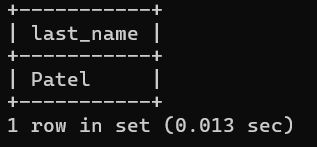 +-----------+
| last_name |
+-----------+
| Patel     |
+-----------+
1 row in set (0.013 sec)